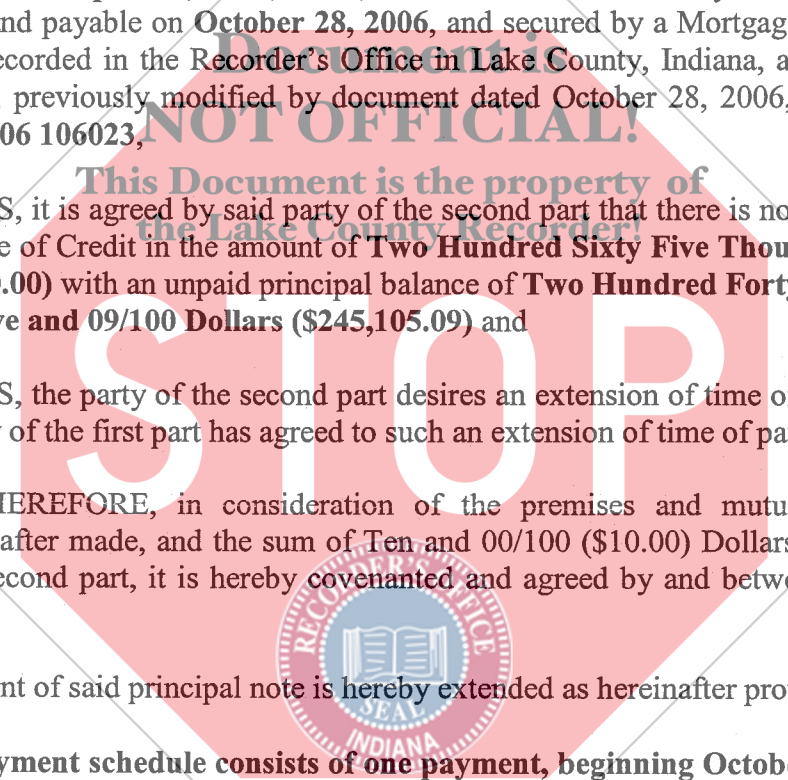 nd payable on October 28, 2006, and secured by a Mortgag
ecorded in the Recorder's Office in Lake County, Indiana, a
previously modified by document dated October 28, 2006,
06 106023,
Document is
NOT OFFICIAL!
This Document is the property of
the Lake County Recorder!
S, it is agreed by said party of the second part that there is no
e of Credit in the amount of Two Hundred Sixty Five Thou
.00) with an unpaid principal balance of Two Hundred Forty
ve and 09/100 Dollars ($245,105.09) and
STOP
S, the party of the second part desires an extension of time o
y of the first part has agreed to such an extension of time of pa
HEREFORE, in consideration of the premises and mutu
after made, and the sum of Ten and 00/100 ($10.00) Dollars
econd part, it is hereby covenanted and agreed by and betwe
RECORDER'S OFFICE
SEAL
INDIANA
nt of said principal note is hereby extended as hereinafter pro
yment schedule consists of one payment, beginning Octobe